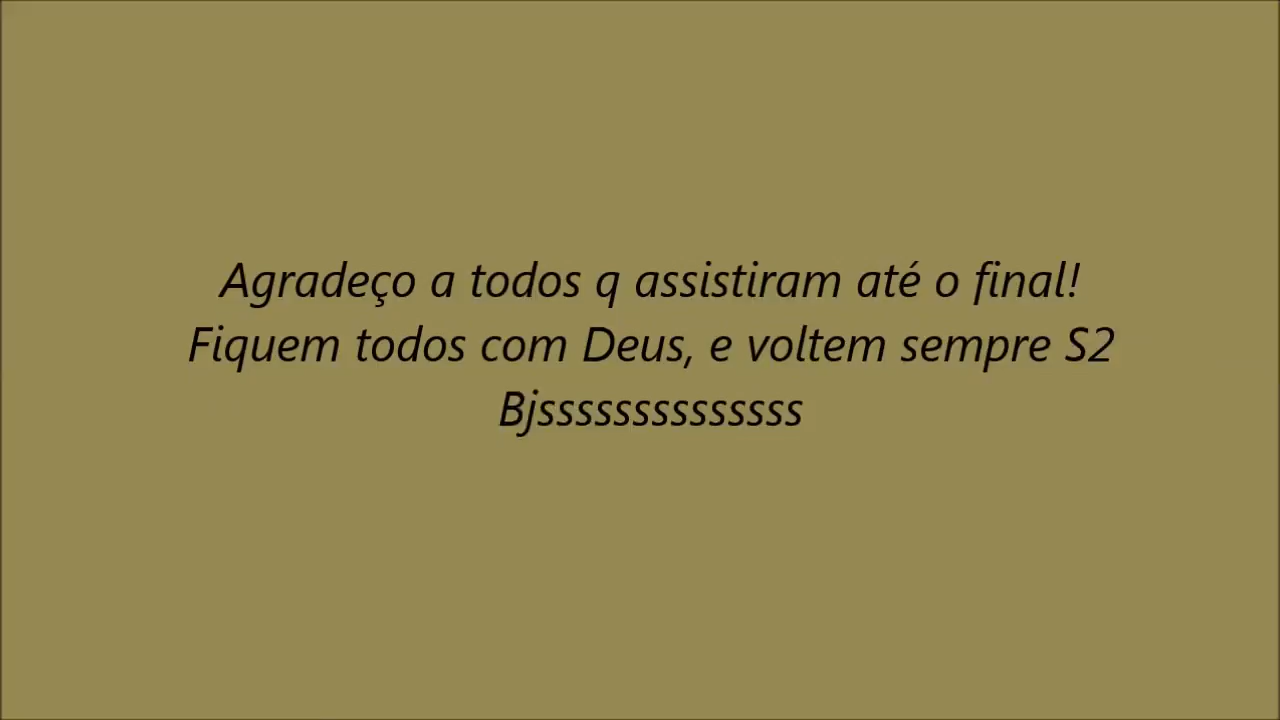 Agradeço a todos q assistiram até o final!
Fiquem todos com Deus, e voltem sempre S2
Bjssssssssssssss